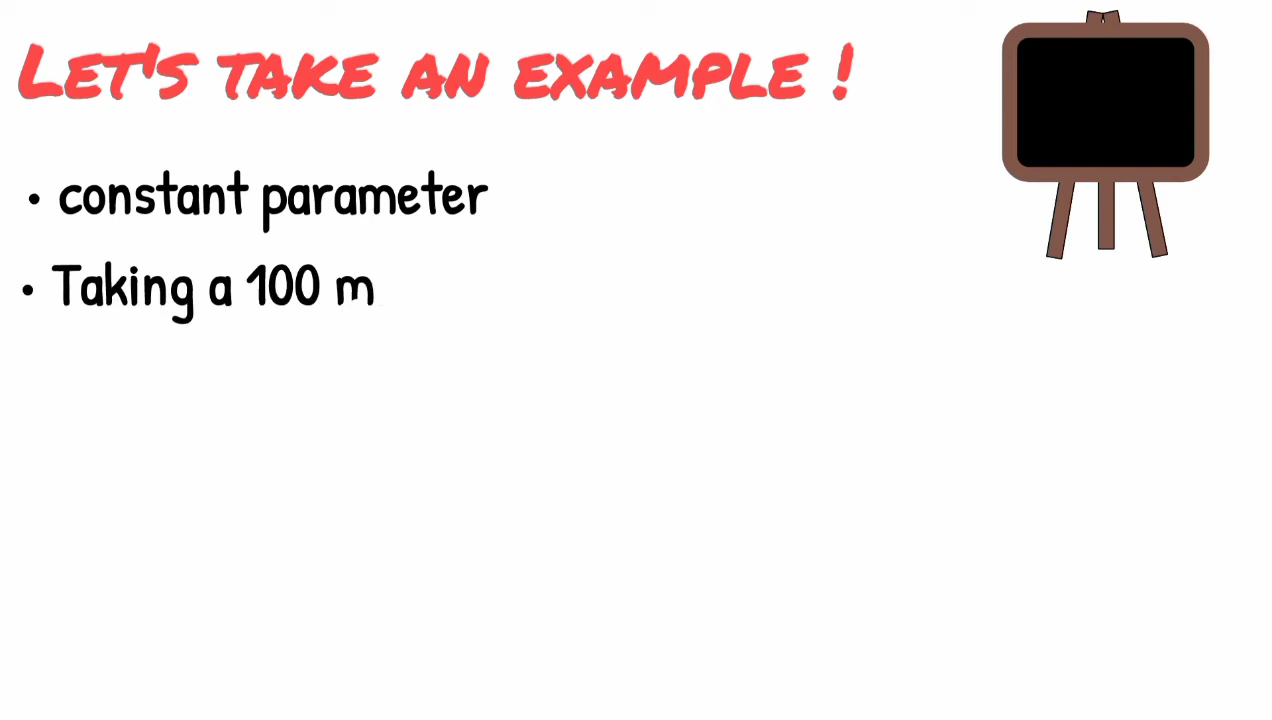 Let's take an example !
• constant parameter
• Taking a 100 m